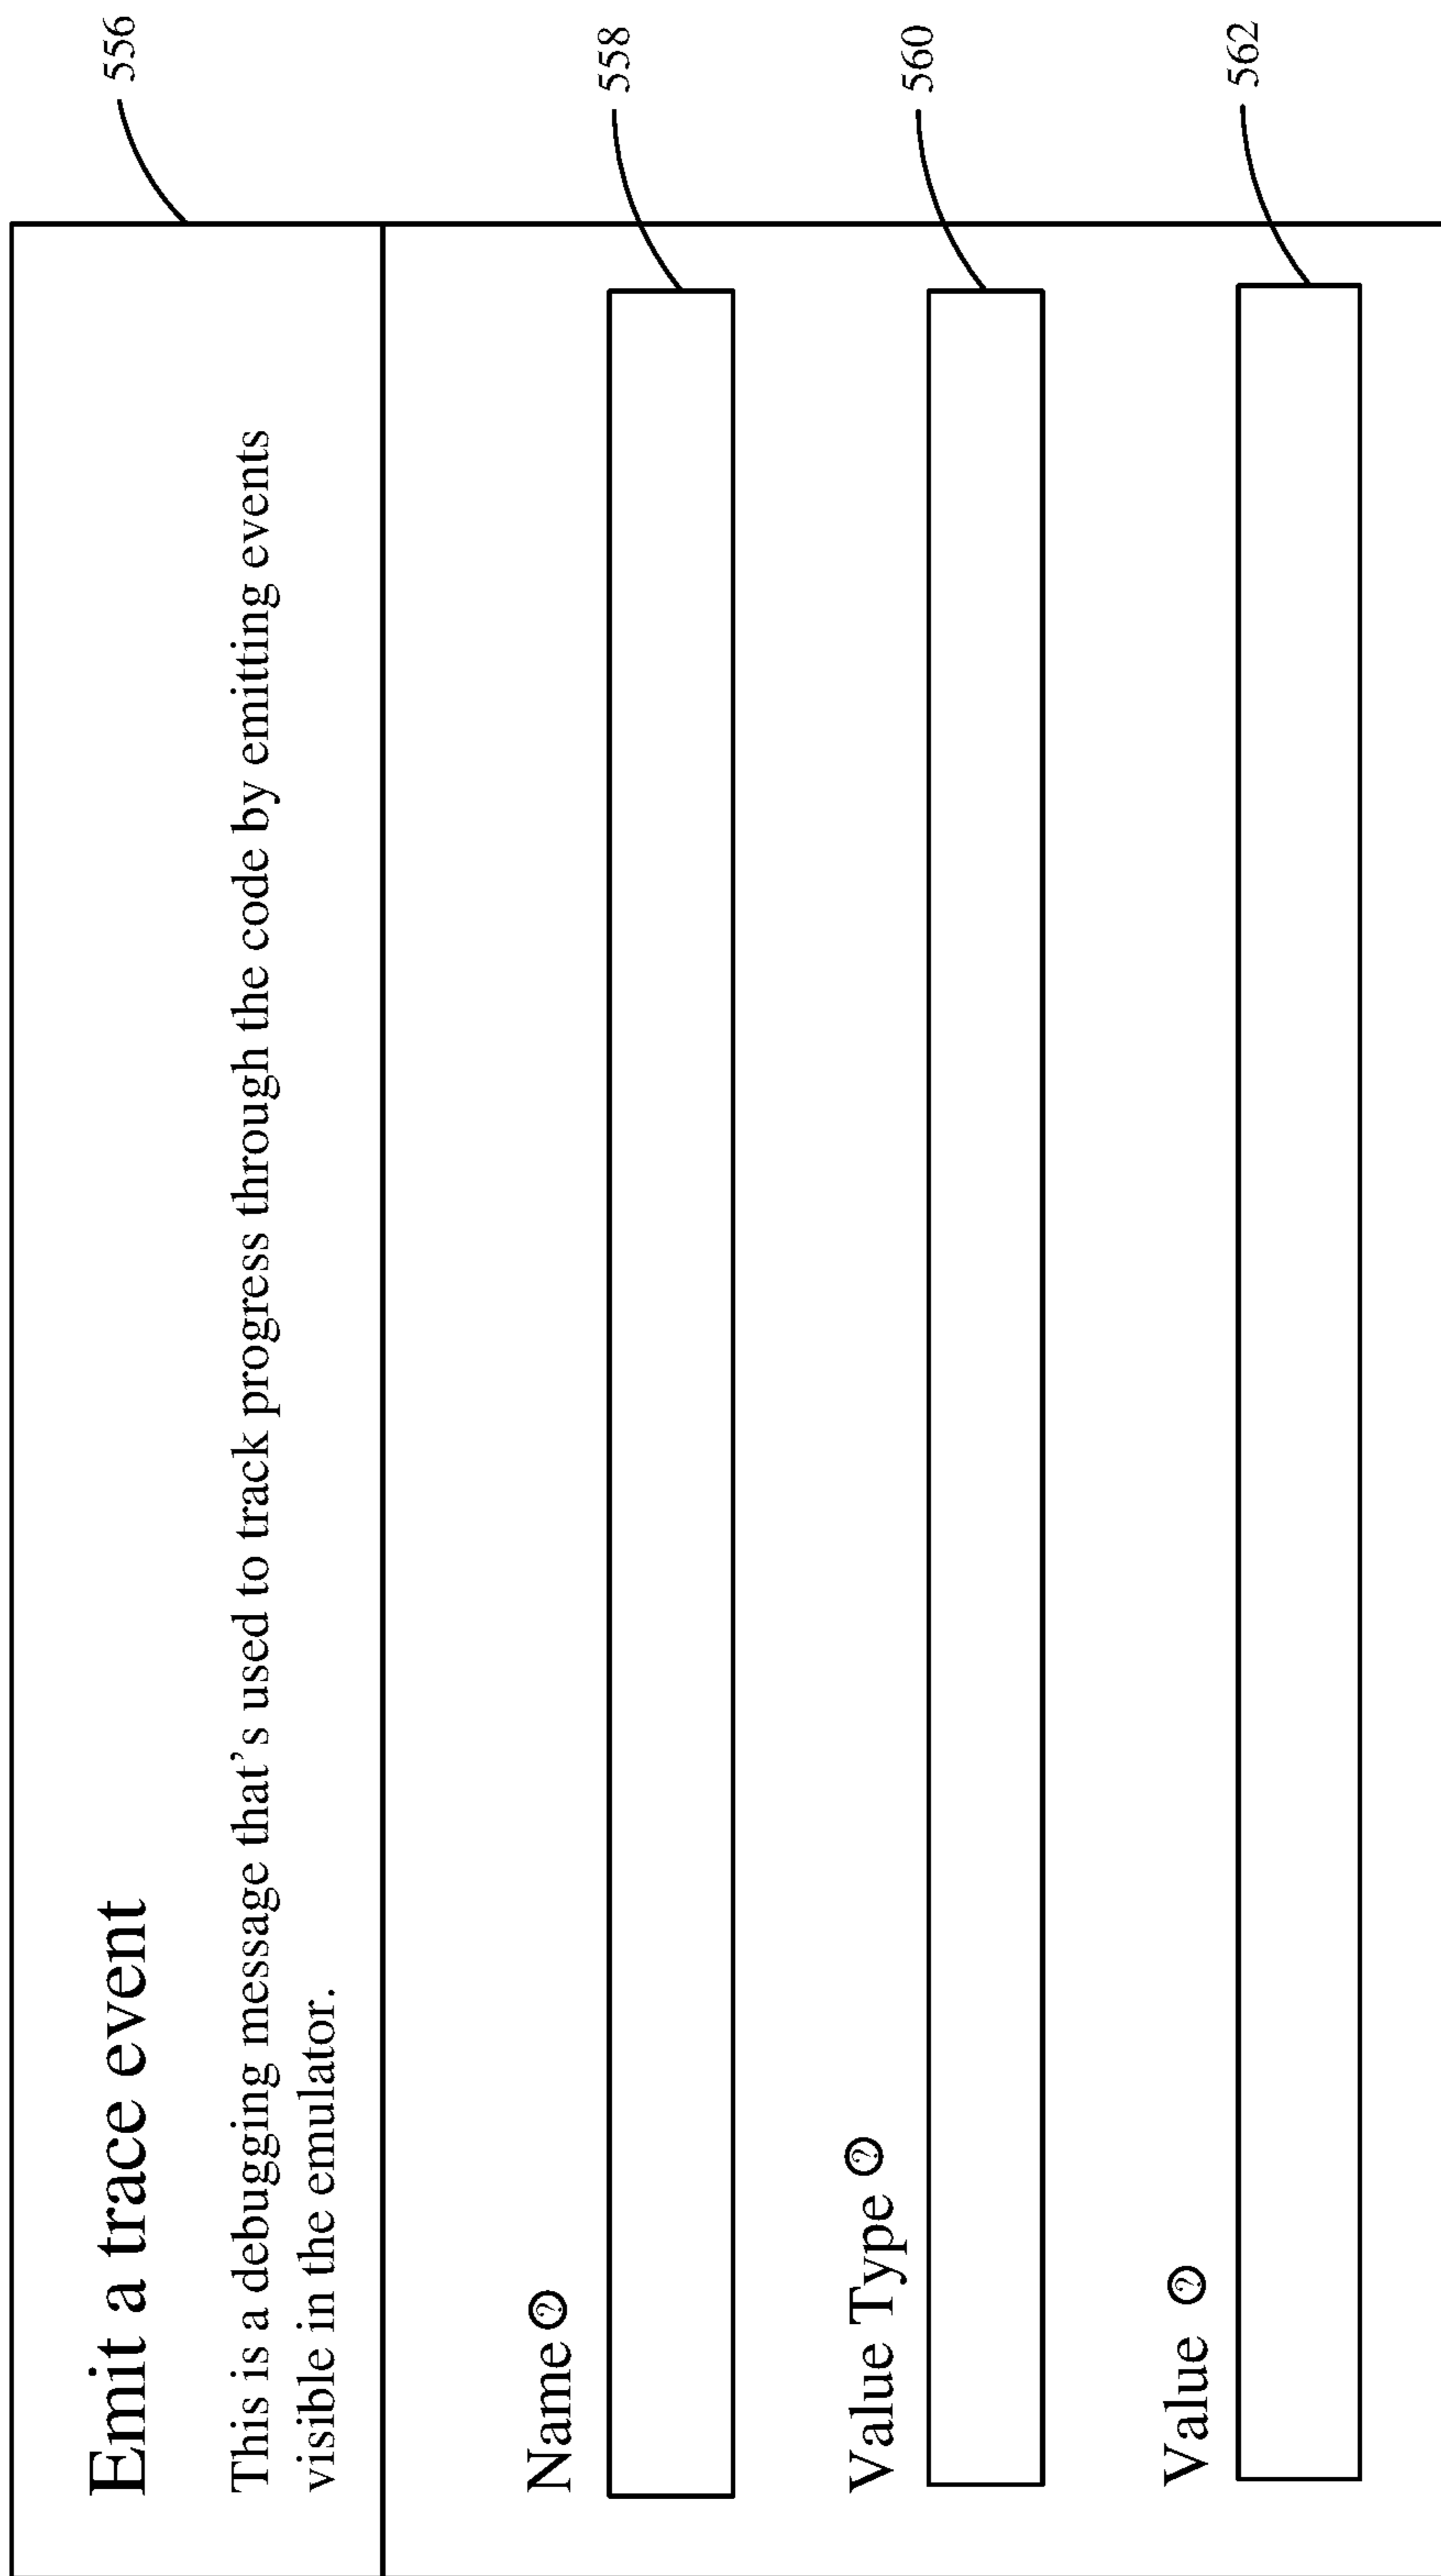 Emit a trace event
556
This is a debugging message that's used to track progress through the code by emitting events
visible in the emulator.
Name ?
558
Value Type ?
560
Value ?
562